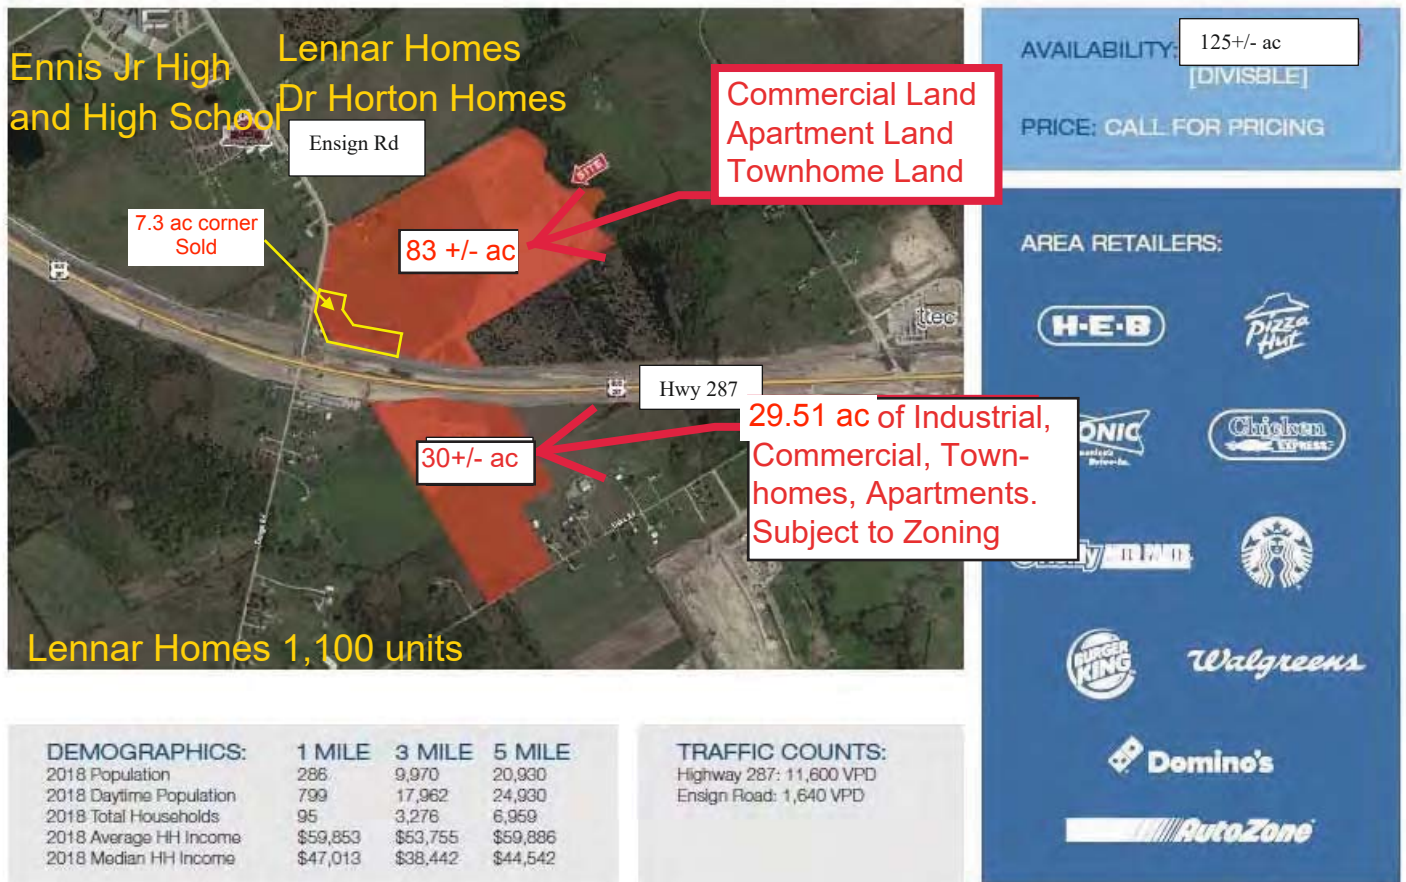 Ennis Jr High
and High School
Lennar Homes
Dr Horton Homes
Ensign Rd
SITE
Commercial Land
Apartment Land
Townhome Land
7.3 ac corner
Sold
83 +/- ac
ttec
Hwy 287
30+/- ac
29.51 ac of Industrial,
Commercial, Town-
homes, Apartments.
Subject to Zoning
Lennar Homes 1,100 units
AVAILABILITY: 125+/- ac
[DIVISBLE]
PRICE: CALL FOR PRICING
AREA RETAILERS:
H-E-B
Pizza
Hut
ONIC
Drive-In.
Chicken
EXPRESS
BURGER
KING
Walgreens
Domino's
AutoZone
DEMOGRAPHICS: 1 MILE 3 MILE 5 MILE
2018 Population 286 9,970 20,930
2018 Daytime Population 799 17,962 24,930
2018 Total Households 95 3,276 6,959
2018 Average HH Income $59,853 $53,755 $59,886
2018 Median HH Income $47,013 $38,442 $44,542
TRAFFIC COUNTS:
Highway 287: 11,600 VPD
Ensign Road: 1,640 VPD